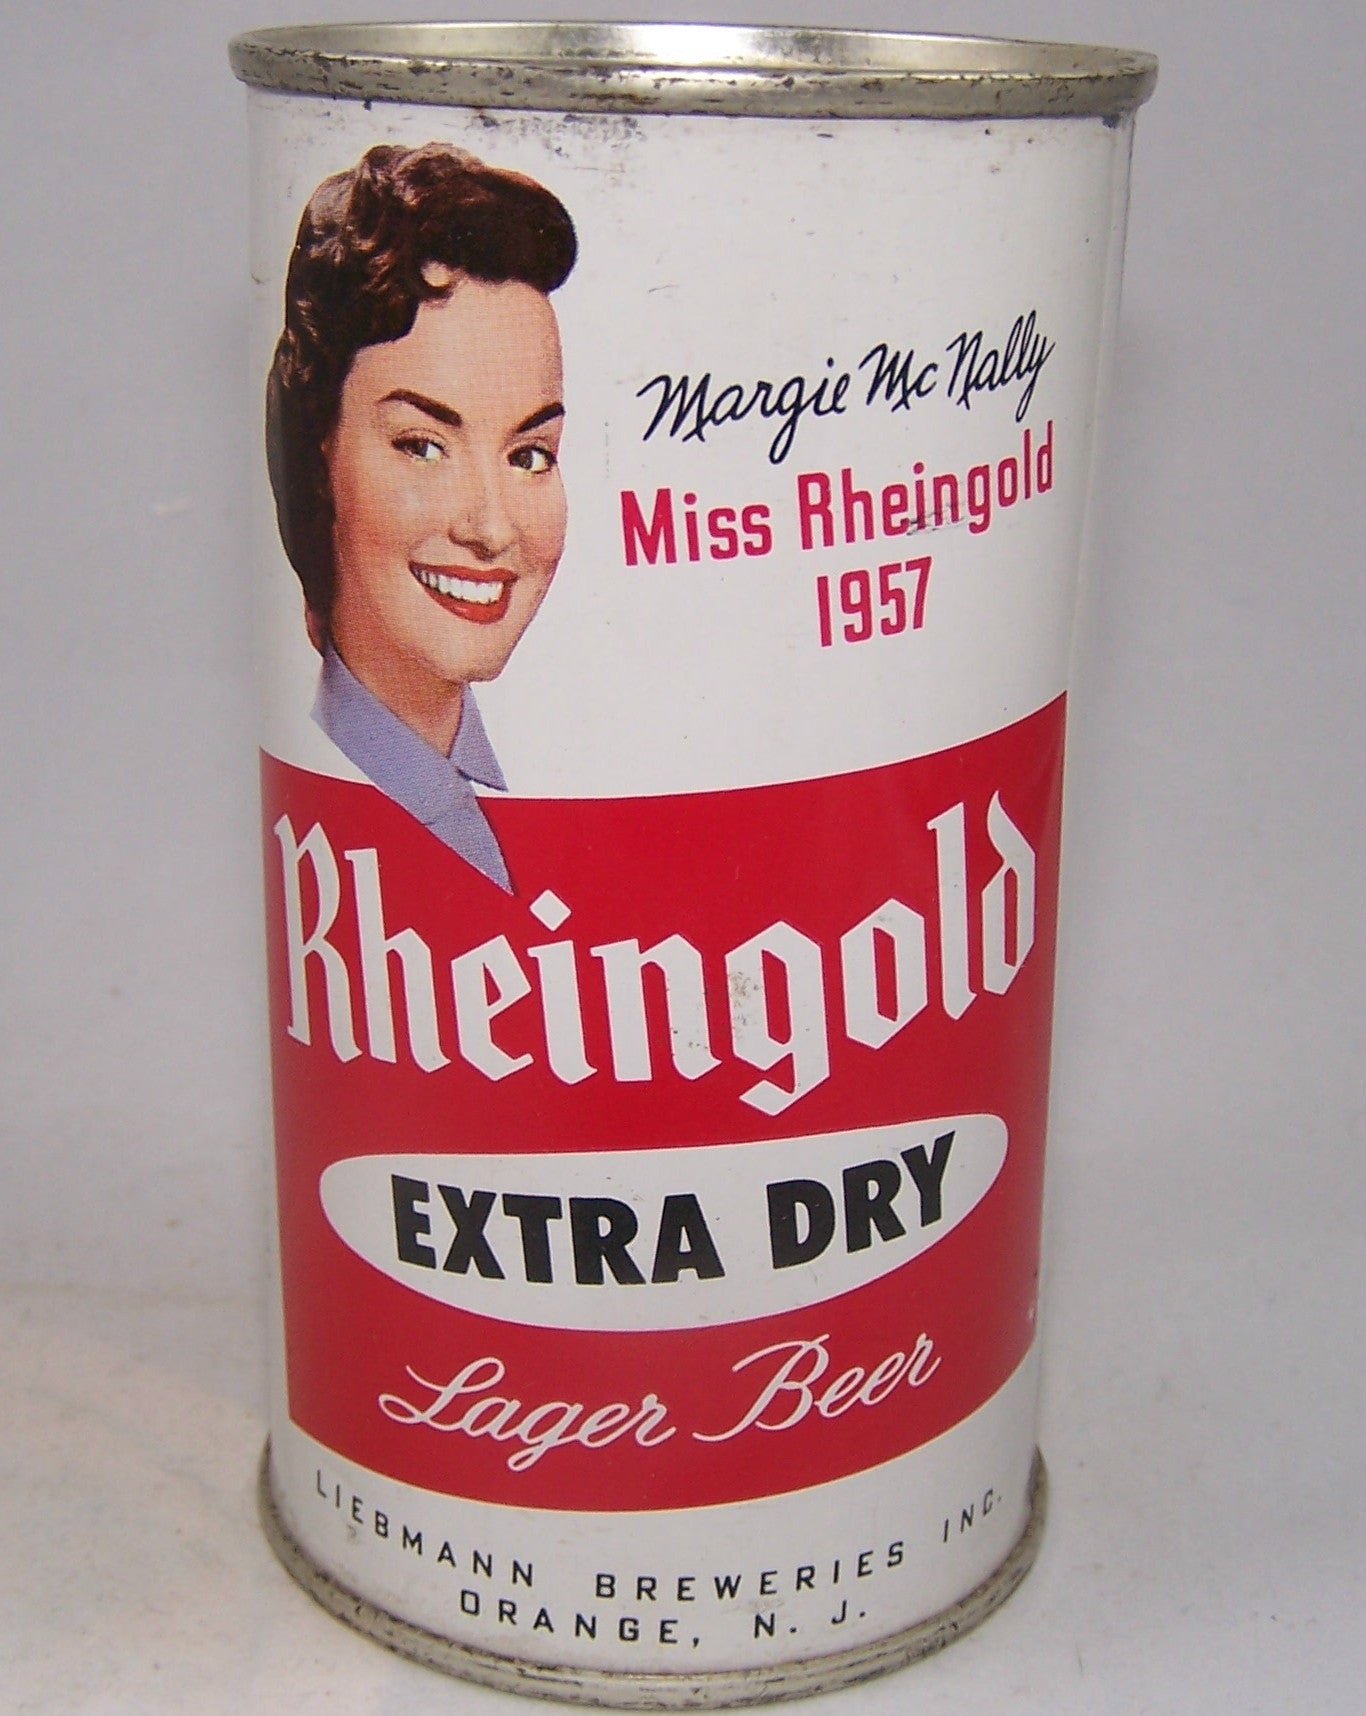 Margie McNally
Miss Rheingold
1957
Rheingold
EXTRA DRY
Lager Beer
LIEBMANN BREWERIES INC.
ORANGE, N. J.